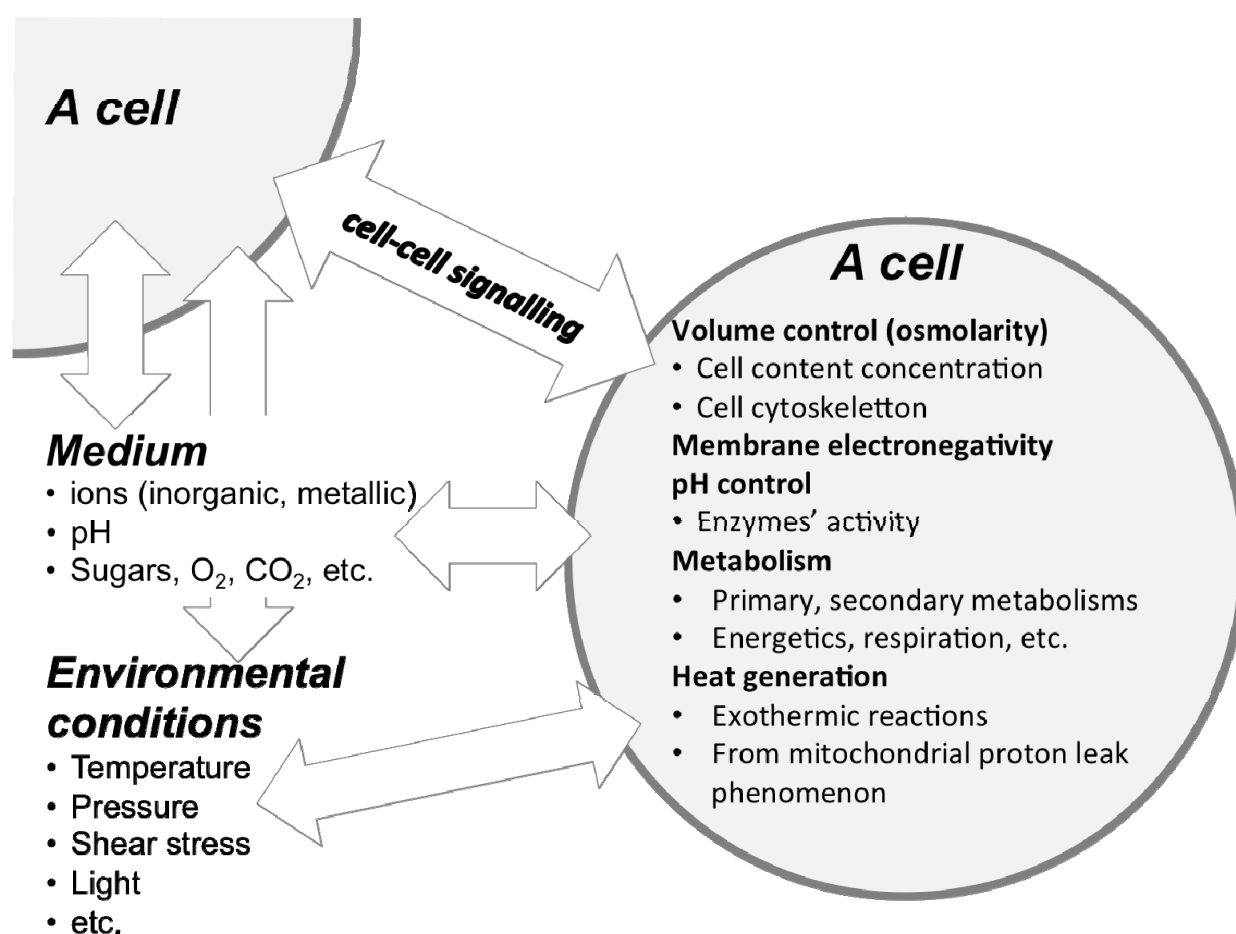 A cell
cell-cell signalling
A cell
Volume control (osmolarity)
• Cell content concentration
• Cell cytoskeletton
Membrane electronegativity
pH control
• Enzymes’ activity
Metabolism
• Primary, secondary metabolisms
• Energetics, respiration, etc.
Heat generation
• Exothermic reactions
• From mitochondrial proton leak
phenomenon
Medium
• ions (inorganic, metallic)
• pH
• Sugars, O₂, CO₂, etc.
Environmental
conditions
• Temperature
• Pressure
• Shear stress
• Light
• etc.